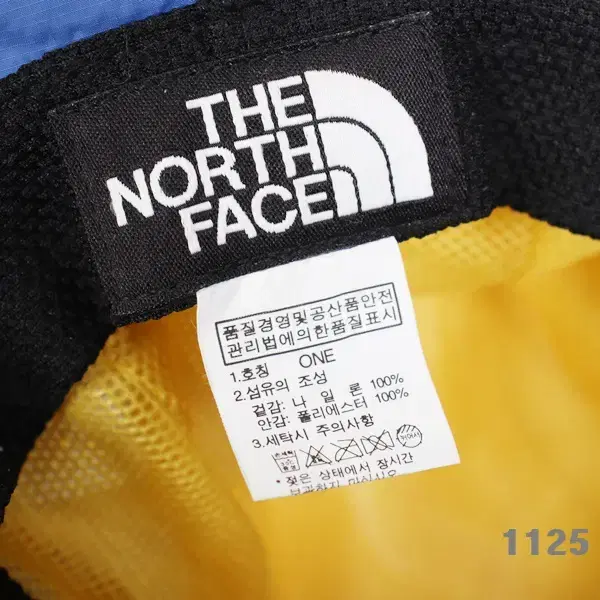 THE
NORTH
FACE
품질경영및공산품안전
관리법에의한품질표시
1.호칭 ONE
2.섬유의 조성
겉감: 나 일 론 100%
안감: 폴리에스터 100%
3.세탁시 주의사항
* 젖은 상태에서 장시간
1125